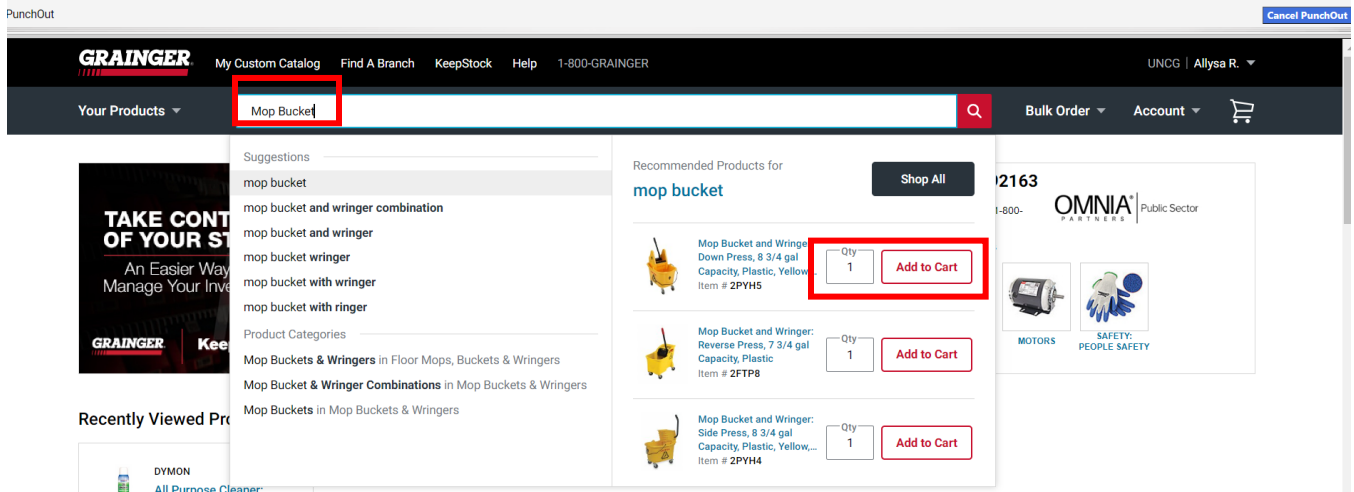 PunchOut
Cancel PunchOut
GRAINGER
My Custom Catalog Find A Branch KeepStock Help 1-800-GRAINGER
UNCG | Allysa R.
Your Products
Mop Bucket
Bulk Order Account
Suggestions
mop bucket
mop bucket and wringer combination
mop bucket and wringer
mop bucket wringer
mop bucket with wringer
mop bucket with ringer
Product Categories
Mop Buckets & Wringers in Floor Mops, Buckets & Wringers
Mop Bucket & Wringer Combinations in Mop Buckets & Wringers
Mop Buckets in Mop Buckets & Wringers
Recommended Products for
mop bucket
Shop All
Mop Bucket and Wringe
Down Press, 8 3/4 gal
Capacity, Plastic, Yellow...
Item # 2PYH5
Qty
1
Add to Cart
Mop Bucket and Wringer:
Reverse Press, 7 3/4 gal
Capacity, Plastic
Item # 2FTP8
Qty
1
Add to Cart
Mop Bucket and Wringer:
Side Press, 8 3/4 gal
Capacity, Plastic, Yellow,...
Item # 2PYH4
Qty
1
Add to Cart
TAKE CONT
OF YOUR ST
An Easier Way
Manage Your Inve
GRAINGER
Kee
2163
1-800-
OMNIA
PARTNERS
Public Sector
MOTORS
SAFETY:
PEOPLE SAFETY
Recently Viewed Pro
DYMON
All Purpose Cleaner: